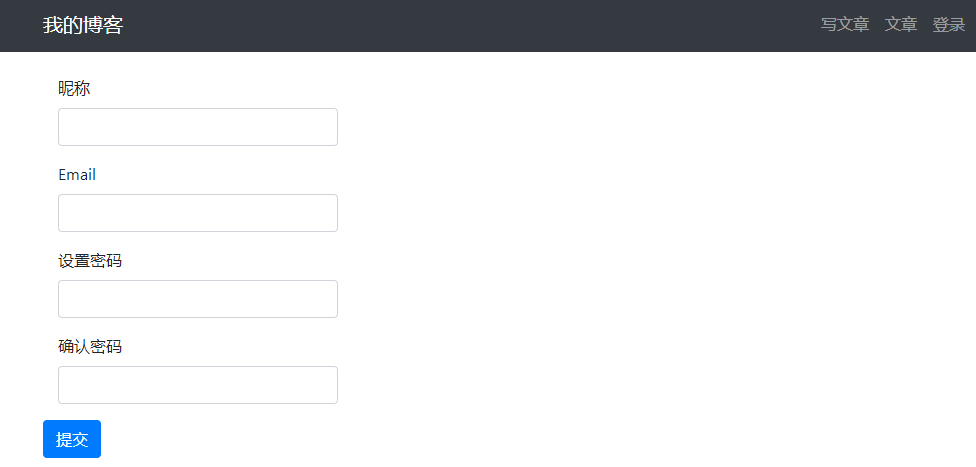 我的博客 写文章 文章 登录
昵称
Email
设置密码
确认密码
提交